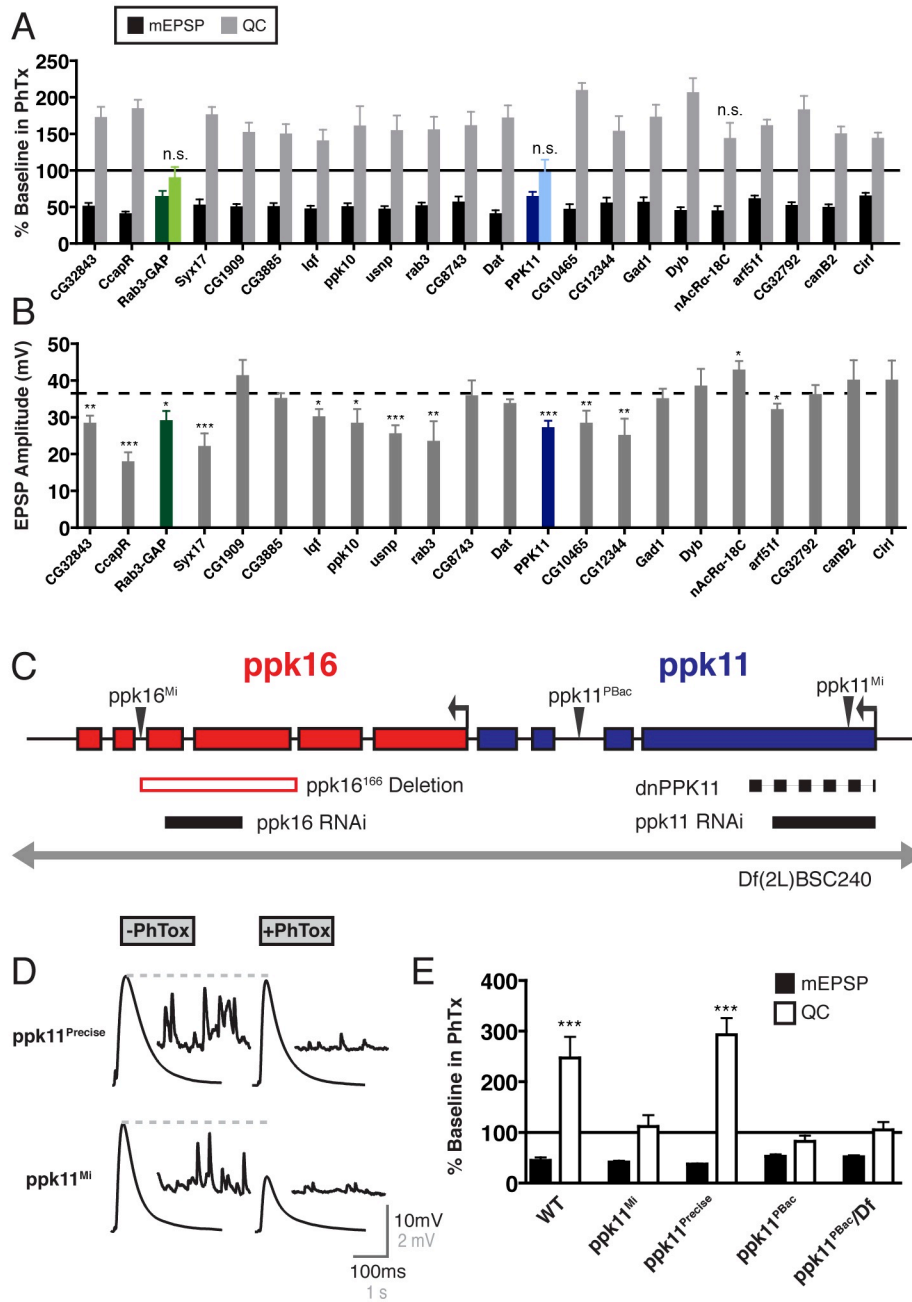 A
mEPSP QC
% Baseline in PhTx
250
200
150
100
50
0
n.s.
n.s.
n.s.
CG32843 CcapR Rab3-GAP Syx17 CG1909 CG3885 lqf ppk10 usnp rab3 CG8743 Dat PPK11 CG10465 CG12344 Gad1 Dyb nAcRα-18C arf51f CG32792 canB2 Cirl
B
EPSP Amplitude (mV)
50
40
30
20
10
0
** *** * *** * * *** ** *** ** ** * *
CG32843 CcapR Rab3-GAP Syx17 CG1909 CG3885 lqf ppk10 usnp rab3 CG8743 Dat PPK11 CG10465 CG12344 Gad1 Dyb nAcRα-18C arf51f CG32792 canB2 Cirl
C
ppk16 ppk11
ppk16Mi ppk11PBac ppk11Mi
ppk16166 Deletion dnPPK11
ppk16 RNAi ppk11 RNAi
Df(2L)BSC240
-PhTox +PhTox
D
ppk11Precise
ppk11Mi
10mV
2 mV
100ms
1 s
E
mEPSP
QC
% Baseline in PhTx
400
300
200
100
0
*** ***
WT ppk11Mi ppk11Precise ppk11PBac ppk11PBac/Df